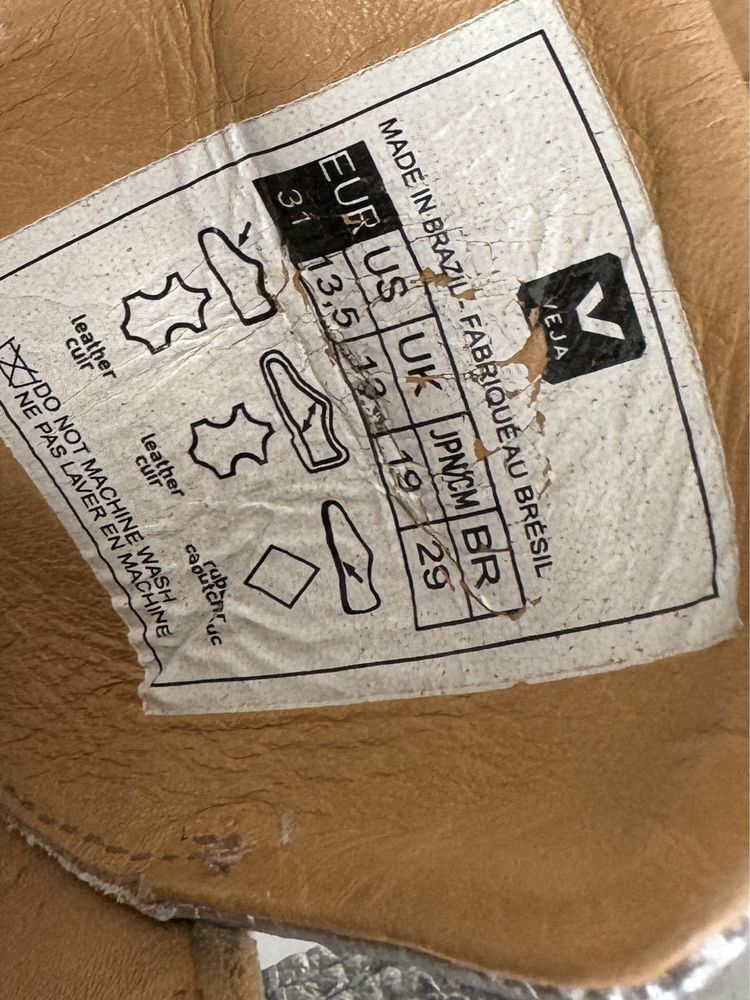 V
VEJA
MADE IN BRAZIL - FABRIQUÉ AU BRÉSIL
EUR US UK JPN/CM BR
31 13,5 19 29
leather
cuir
leather
cuir
caoutchouc
DO NOT MACHINE WASH
NE PAS LAVER EN MACHINE